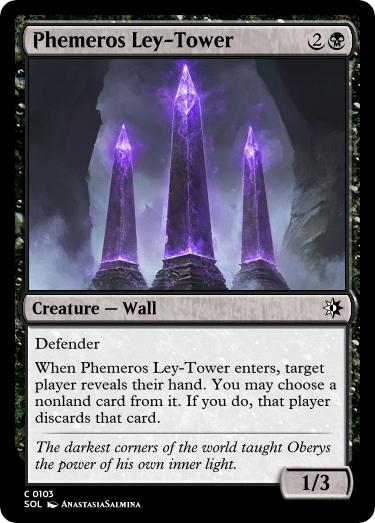 Phemeros Ley-Tower 2
Creature — Wall
Defender
When Phemeros Ley-Tower enters, target
player reveals their hand. You may choose a
nonland card from it. If you do, that player
discards that card.
The darkest corners of the world taught Oberys
the power of his own inner light.
1/3
C 0103
SOL AnastasiaSalmina